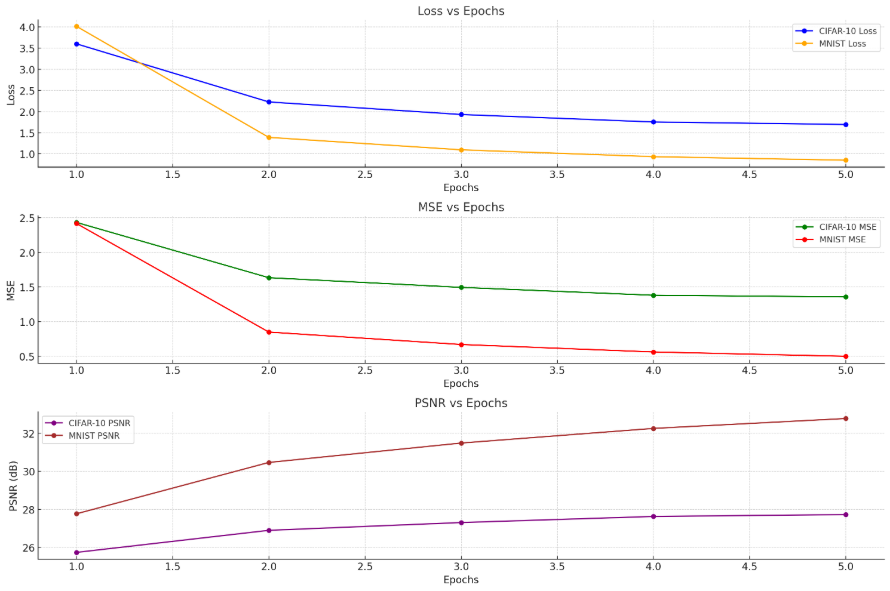 Loss vs Epochs
4.0
3.5
3.0
2.5
2.0
1.5
1.0
Loss
CIFAR-10 Loss
MNIST Loss
1.0 1.5 2.0 2.5 3.0 3.5 4.0 4.5 5.0
Epochs
MSE vs Epochs
2.5
2.0
1.5
1.0
0.5
MSE
CIFAR-10 MSE
MNIST MSE
1.0 1.5 2.0 2.5 3.0 3.5 4.0 4.5 5.0
Epochs
PSNR vs Epochs
32
30
28
26
PSNR (dB)
CIFAR-10 PSNR
MNIST PSNR
1.0 1.5 2.0 2.5 3.0 3.5 4.0 4.5 5.0
Epochs